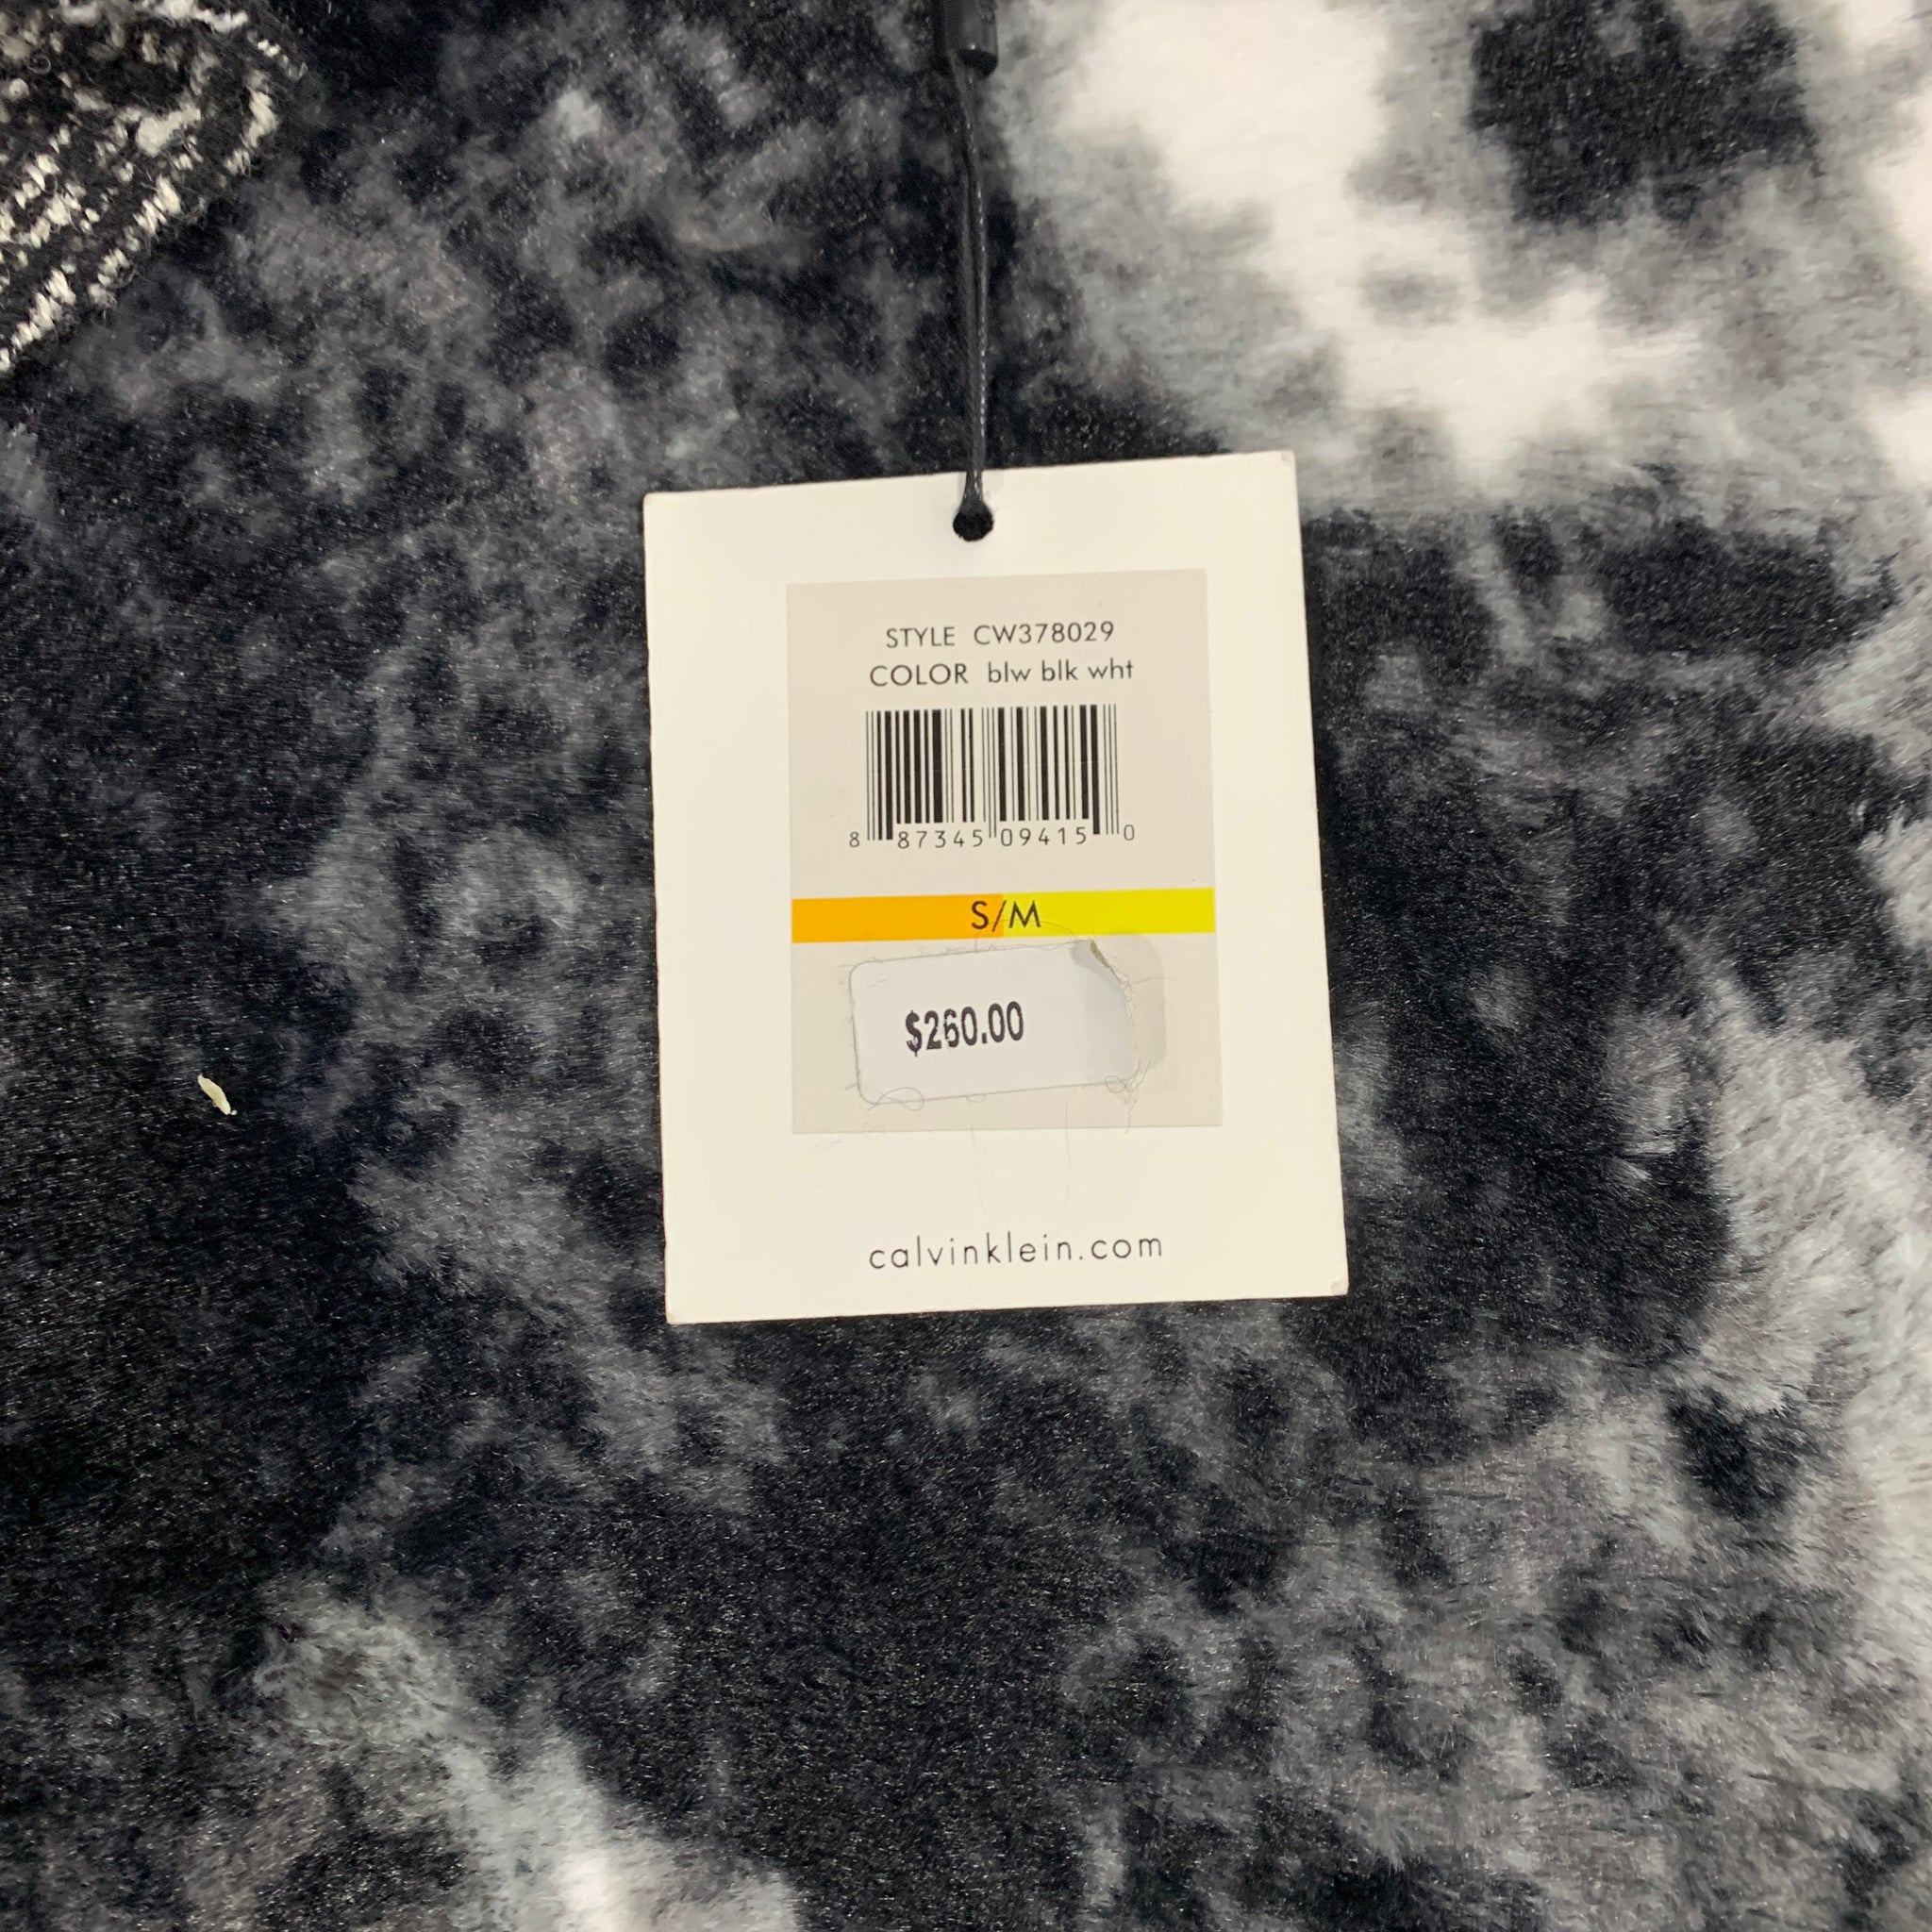 STYLE CW378029
COLOR blw blk wht
8 87345 09415 0
S/M
$260.00
calvinklein.com